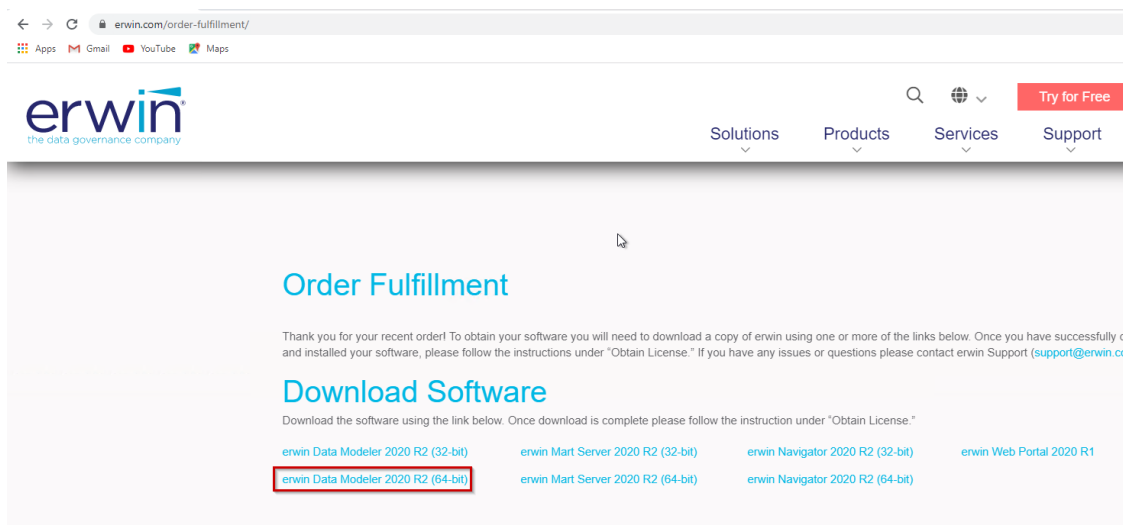 erwin.com/order-fulfillment/
Apps Gmail YouTube Maps
erwin®
the data governance company
Try for Free
Solutions Products Services Support
Order Fulfillment
Thank you for your recent order! To obtain your software you will need to download a copy of erwin using one or more of the links below. Once you have successfully
and installed your software, please follow the instructions under "Obtain License." If you have any issues or questions please contact erwin Support (support@erwin.
Download Software
Download the software using the link below. Once download is complete please follow the instruction under "Obtain License."
erwin Data Modeler 2020 R2 (32-bit) erwin Mart Server 2020 R2 (32-bit) erwin Navigator 2020 R2 (32-bit) erwin Web Portal 2020 R1
erwin Data Modeler 2020 R2 (64-bit) erwin Mart Server 2020 R2 (64-bit) erwin Navigator 2020 R2 (64-bit)